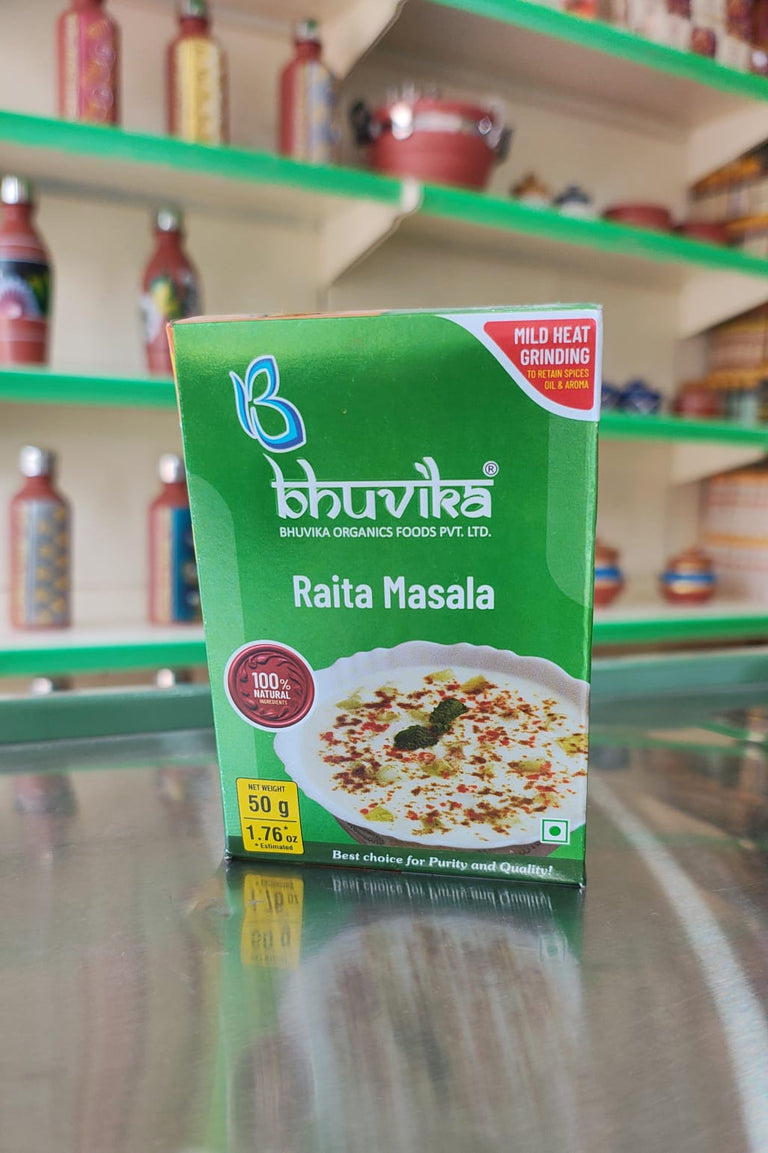 MILD HEAT
GRINDING
TO RETAIN SPICES
OIL & AROMA
bhuvika®
BHUVIKA ORGANICS FOODS PVT. LTD.
Raita Masala
100%
NATURAL
INGREDIENTS
NET WEIGHT
50 g
1.76* oz
* Estimated
Best choice for Purity and Quality!